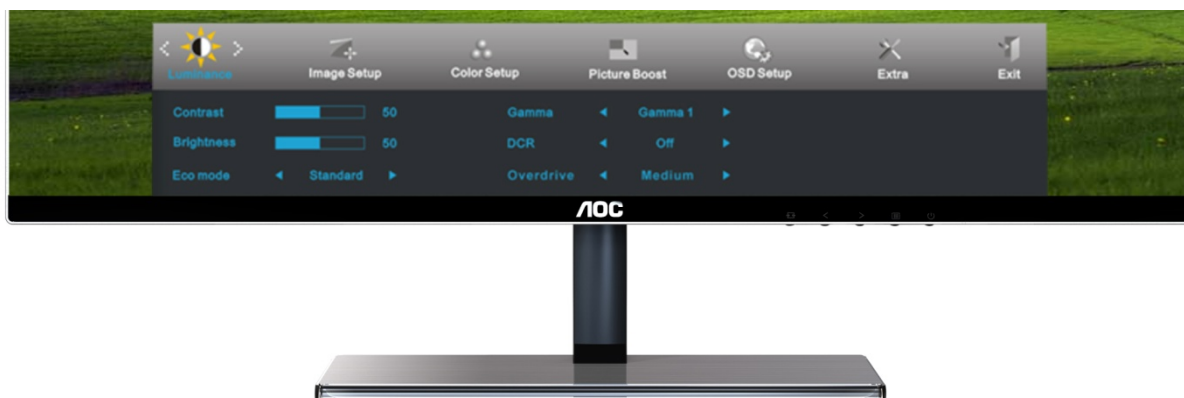 Luminance
Image Setup
Color Setup
Picture Boost
OSD Setup
Extra
Exit
Contrast 50 Gamma Gamma 1
Brightness 50 DCR Off
Eco mode Standard Overdrive Medium
AOC